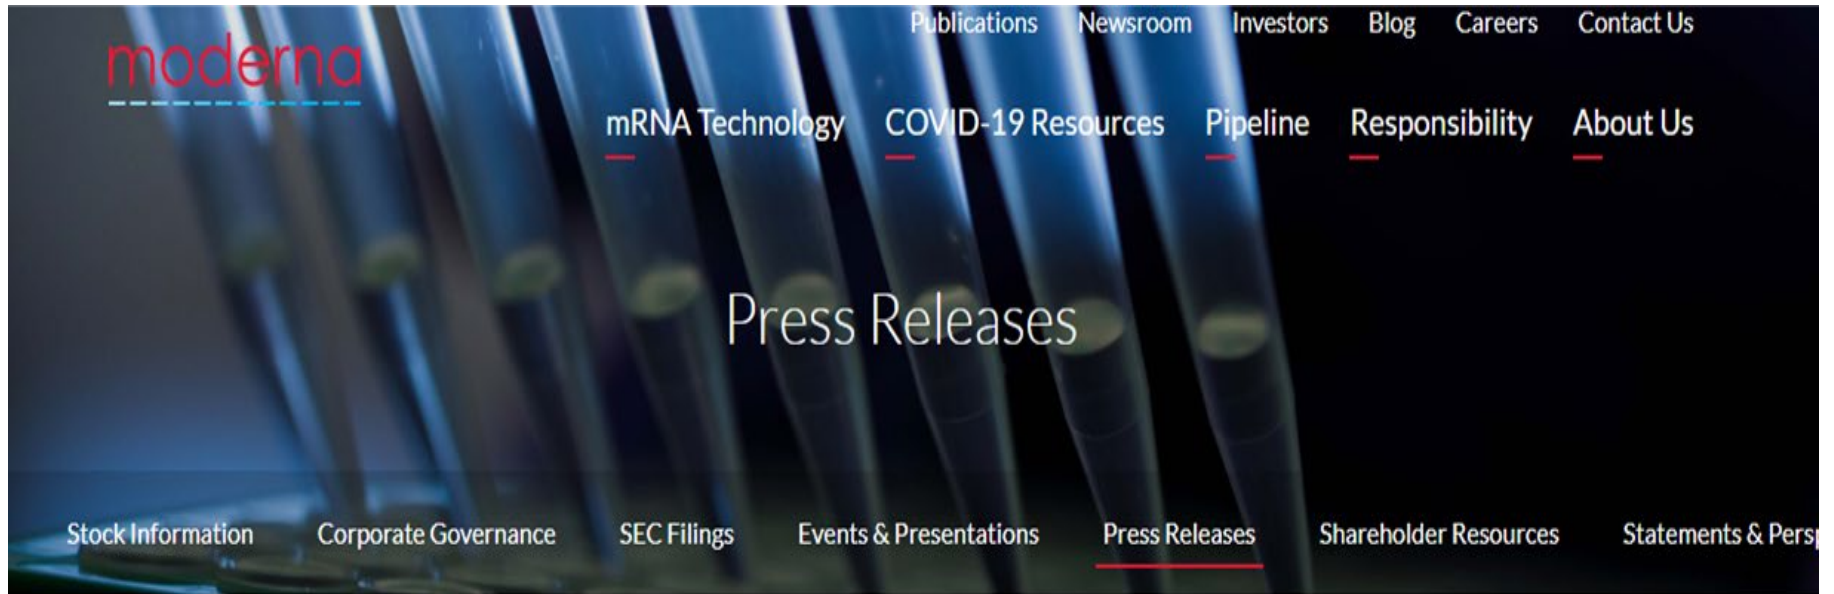 Publications Newsroom Investors Blog Careers Contact Us
moderna
mRNA Technology COVID-19 Resources Pipeline Responsibility About Us
Press Releases
Stock Information Corporate Governance SEC Filings Events & Presentations Press Releases Shareholder Resources Statements & Persp